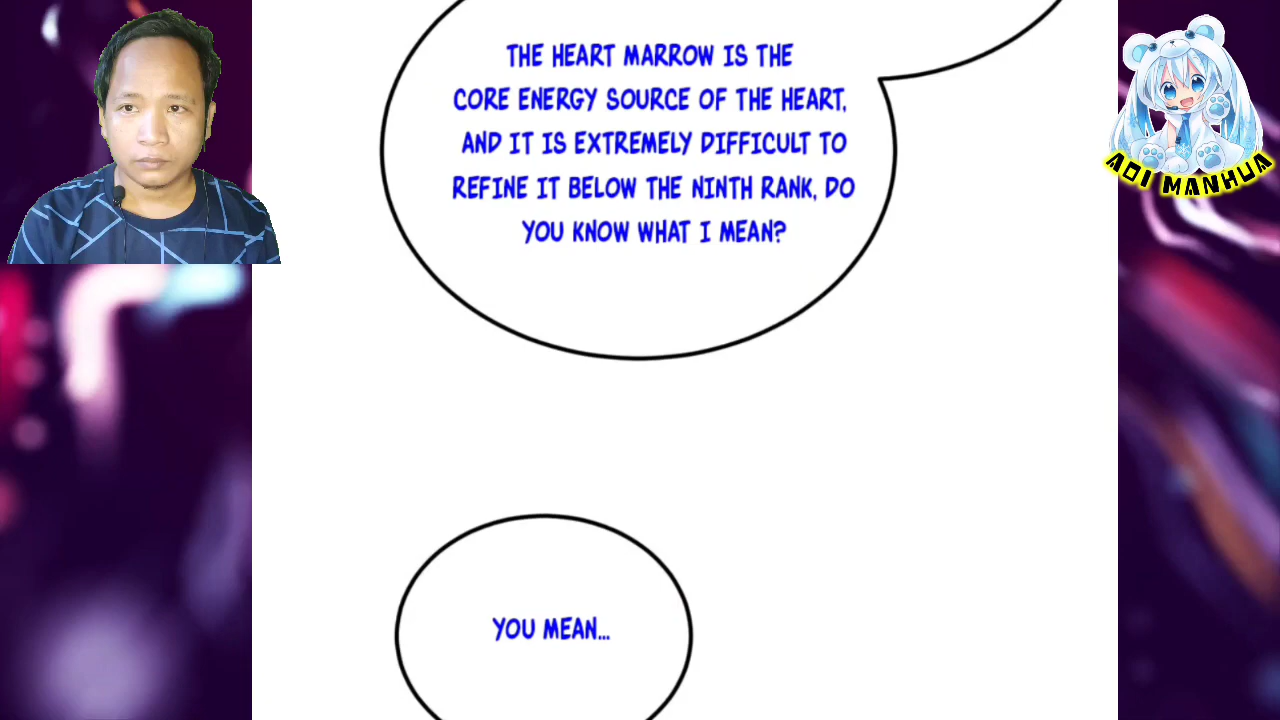 THE HEART MARROW IS THE
CORE ENERGY SOURCE OF THE HEART,
AND IT IS EXTREMELY DIFFICULT TO
REFINE IT BELOW THE NINTH RANK, DO
YOU KNOW WHAT I MEAN?
YOU MEAN...
AOI MANHUA